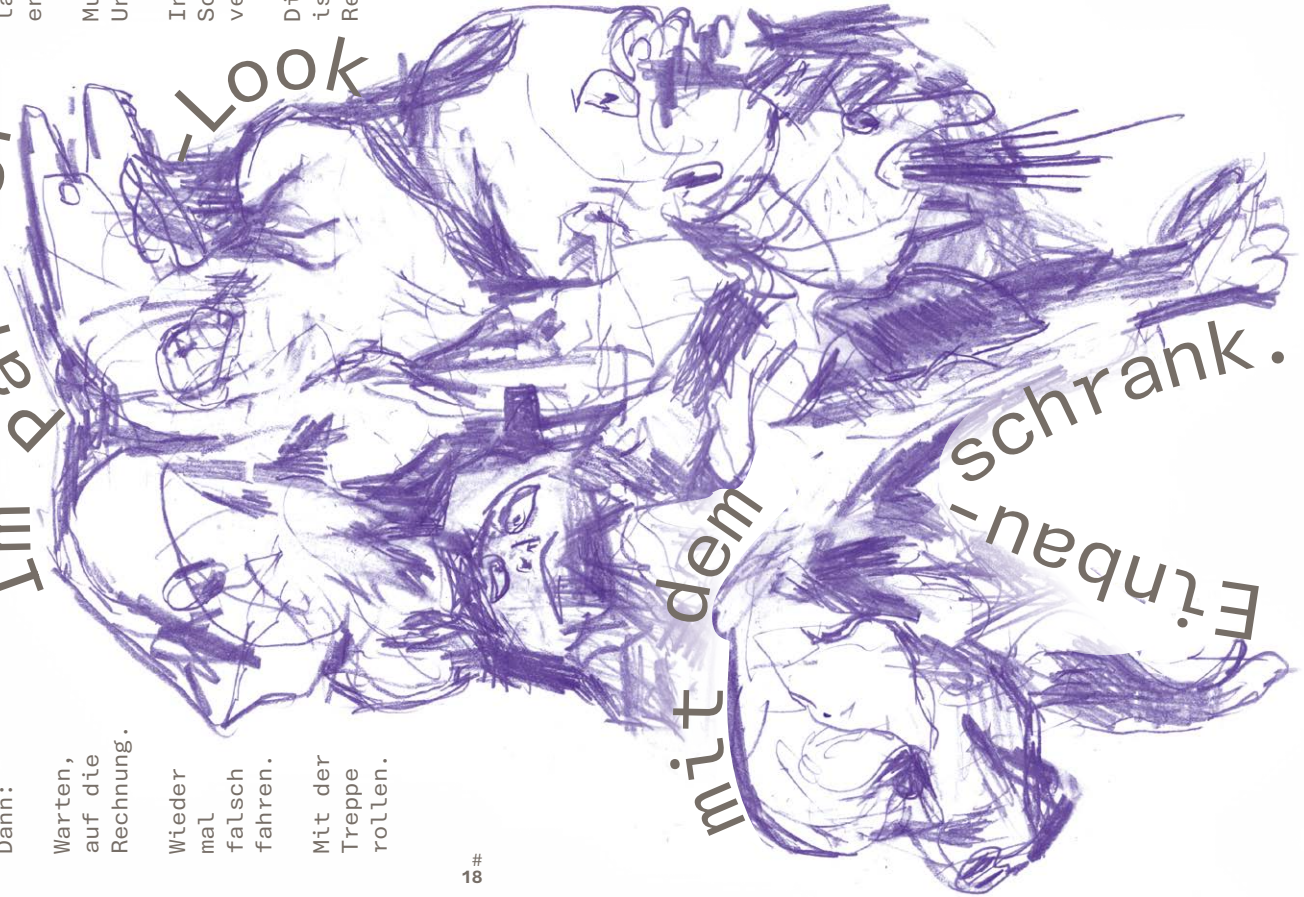 Im
-Look
mit dem
Einbau-
schrank.
Dann:
Warten,
auf die
Rechnung.
Wieder
mal
falsch
fahren.
Mit der
Treppe
rollen.
#
18